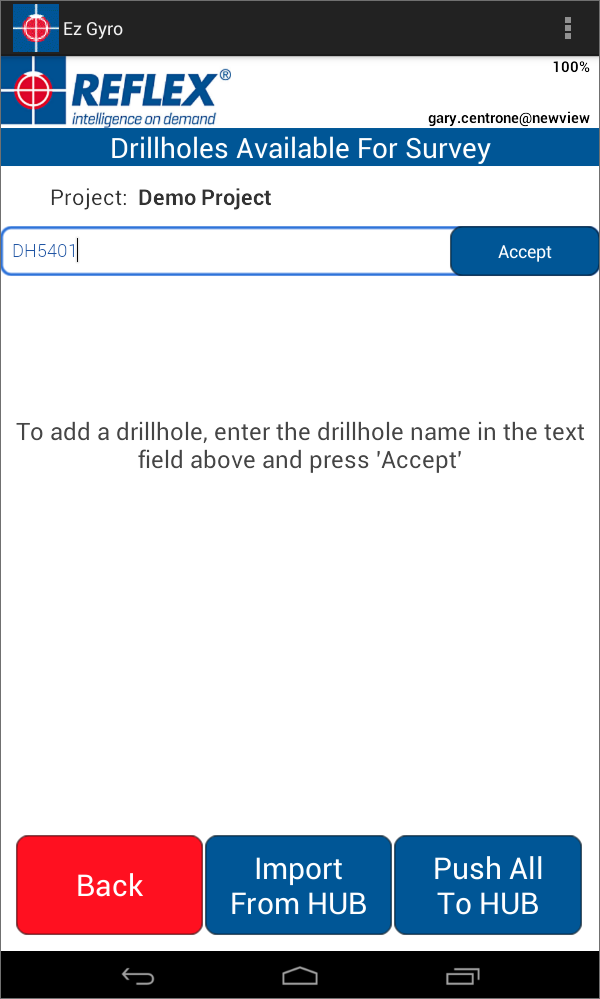 Ez Gyro
100%
REFLEX®
intelligence on demand
gary.centrone@newview
Drillholes Available For Survey
Project: Demo Project
DH5401
Accept
To add a drillhole, enter the drillhole name in the text
field above and press 'Accept'
Back
Import
From HUB
Push All
To HUB